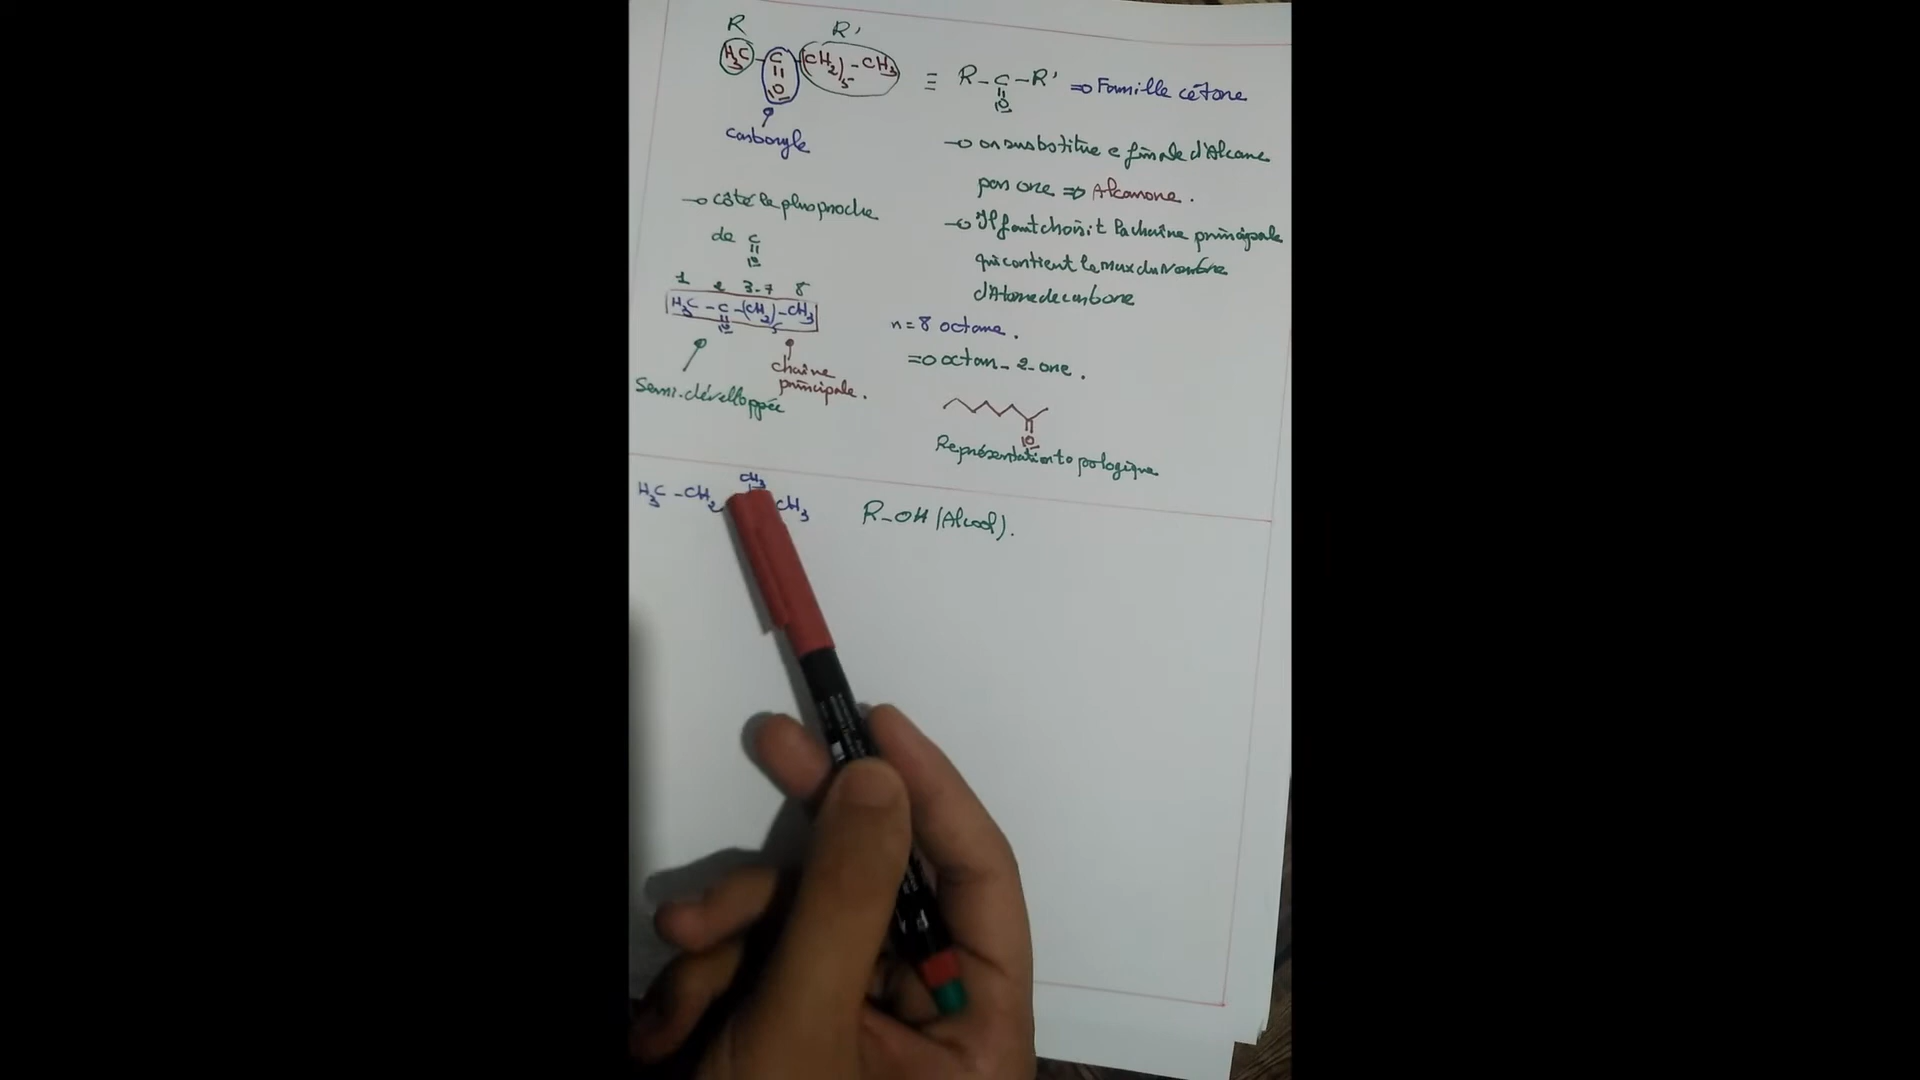 R R'
H3C - C - (CH2)5 - CH3 ≡ R - C - R' ⇒ Famille cétone
O O
carbonyle
→ on substitue e finale d'Alcane
par one ⇒ Alcanone.
→ côté le plus proche
de C
O
→ Il faut choisit la chaîne principale
qui contient le max du Nombre
d'Atome de carbone
1 2 3-7 8
H3C - C - (CH2)5 - CH3
O
n = 8 octane.
⇒ octan-2-one.
chaîne
principale.
Semi-dévelloppée
O
Représentation topologique
CH3
H3C - CH2 CH3 R-OH (Alcool).